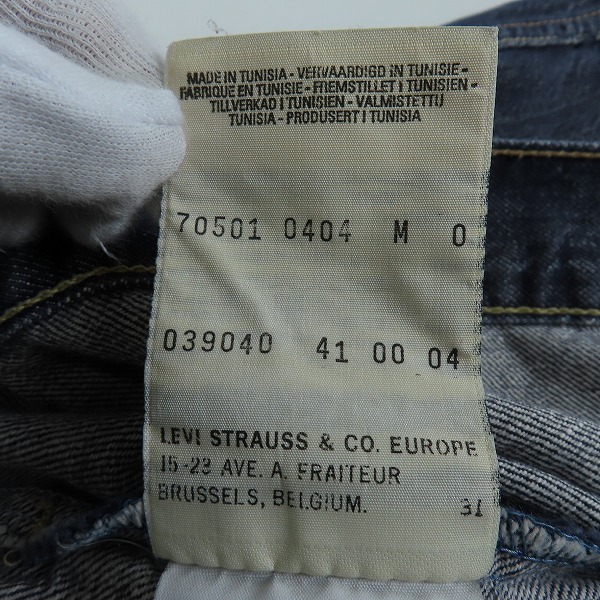 MADE IN TUNISIA - VERVAARDIGD IN TUNISIE -
FABRIQUE EN TUNISIE - FREMSTILLET I TUNISIEN -
TILLVERKAD I TUNISIEN - VALMISTETTU
TUNISIA - PRODUSERT I TUNISIA
70501 0404 M 0
039040 41 00 04
LEVI STRAUSS & CO. EUROPE
15-23 AVE. A. FRAITEUR
BRUSSELS, BELGIUM. 31